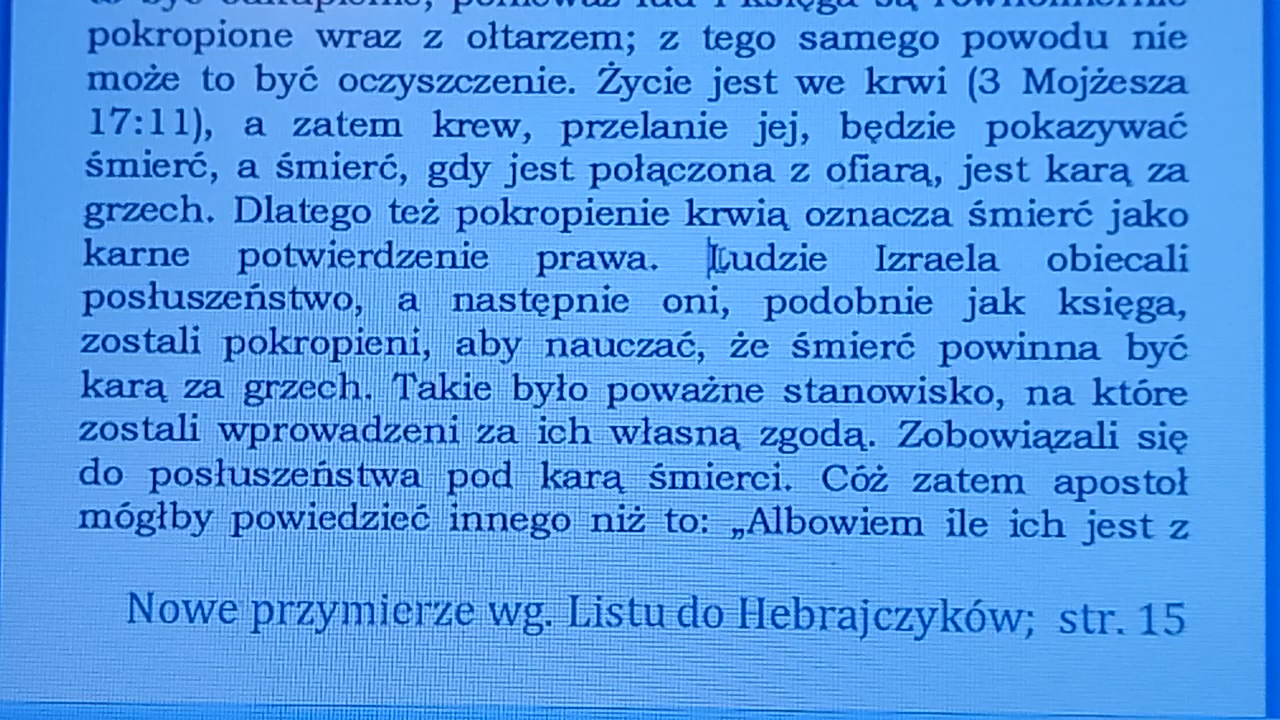 pokropione wraz z ołtarzem; z tego samego powodu nie
może to być oczyszczenie. Życie jest we krwi (3 Mojżesza
17:11), a zatem krew, przelanie jej, będzie pokazywać
śmierć, a śmierć, gdy jest połączona z ofiarą, jest karą za
grzech. Dlatego też pokropienie krwią oznacza śmierć jako
karne potwierdzenie prawa. Ludzie Izraela obiecali
posłuszeństwo, a następnie oni, podobnie jak księga,
zostali pokropieni, aby nauczać, że śmierć powinna być
karą za grzech. Takie było poważne stanowisko, na które
zostali wprowadzeni za ich własną zgodą. Zobowiązali się
do posłuszeństwa pod karą śmierci. Cóż zatem apostoł
mógłby powiedzieć innego niż to: „Albowiem ile ich jest z
Nowe przymierze wg. Listu do Hebrajczyków; str. 15